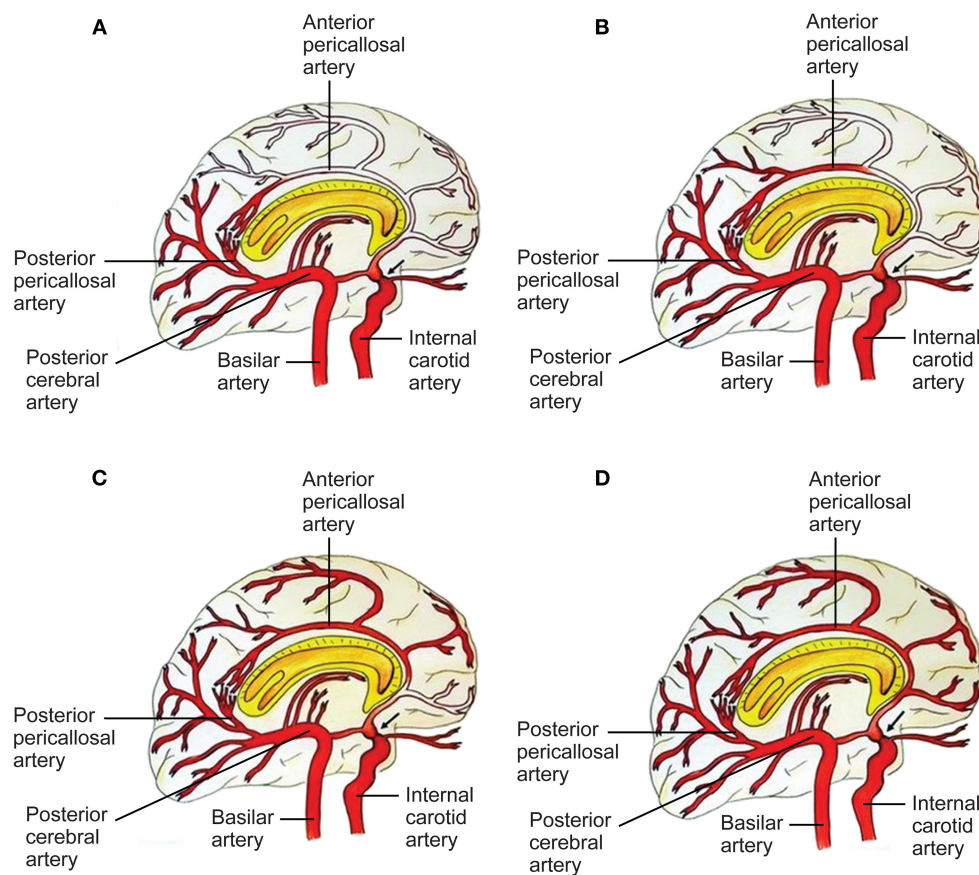 A
Anterior
pericallosal
artery
Posterior
pericallosal
artery
Posterior
cerebral
artery
Basilar
artery
Internal
carotid
artery
B
Anterior
pericallosal
artery
Posterior
pericallosal
artery
Posterior
cerebral
artery
Basilar
artery
Internal
carotid
artery
C
Anterior
pericallosal
artery
Posterior
pericallosal
artery
Posterior
cerebral
artery
Basilar
artery
Internal
carotid
artery
D
Anterior
pericallosal
artery
Posterior
pericallosal
artery
Posterior
cerebral
artery
Basilar
artery
Internal
carotid
artery